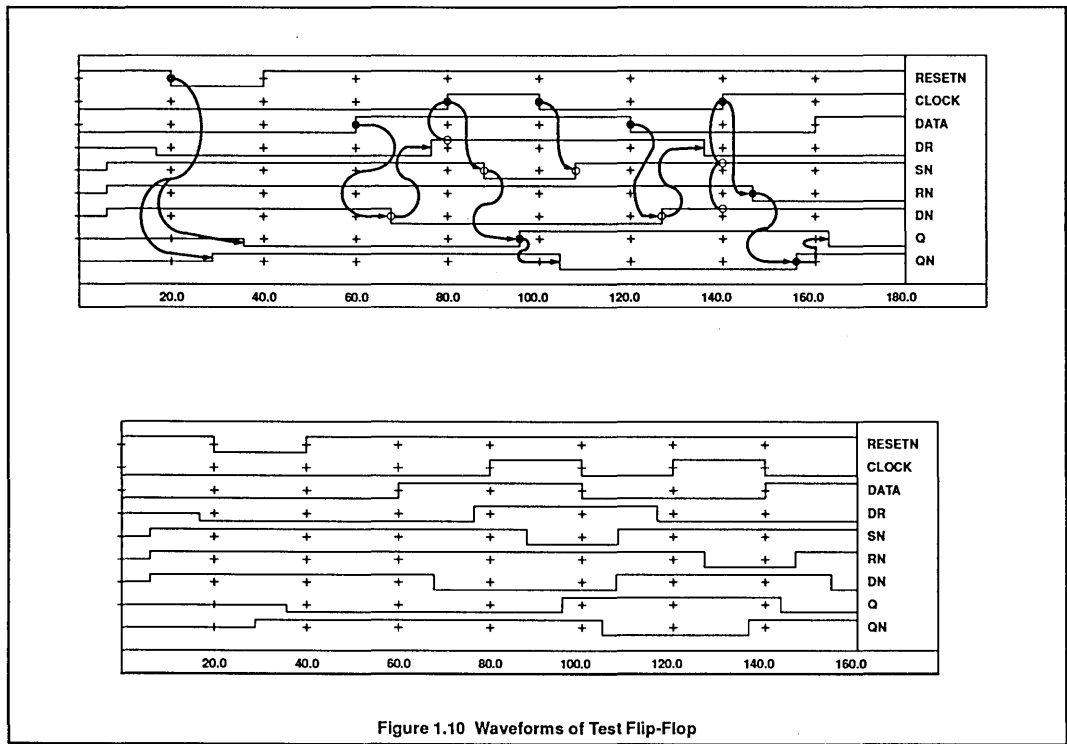 RESETN
CLOCK
DATA
DR
SN
RN
DN
Q
QN
20.0 40.0 60.0 80.0 100.0 120.0 140.0 160.0 180.0
RESETN
CLOCK
DATA
DR
SN
RN
DN
Q
QN
20.0 40.0 60.0 80.0 100.0 120.0 140.0 160.0
Figure 1.10 Waveforms of Test Flip-Flop